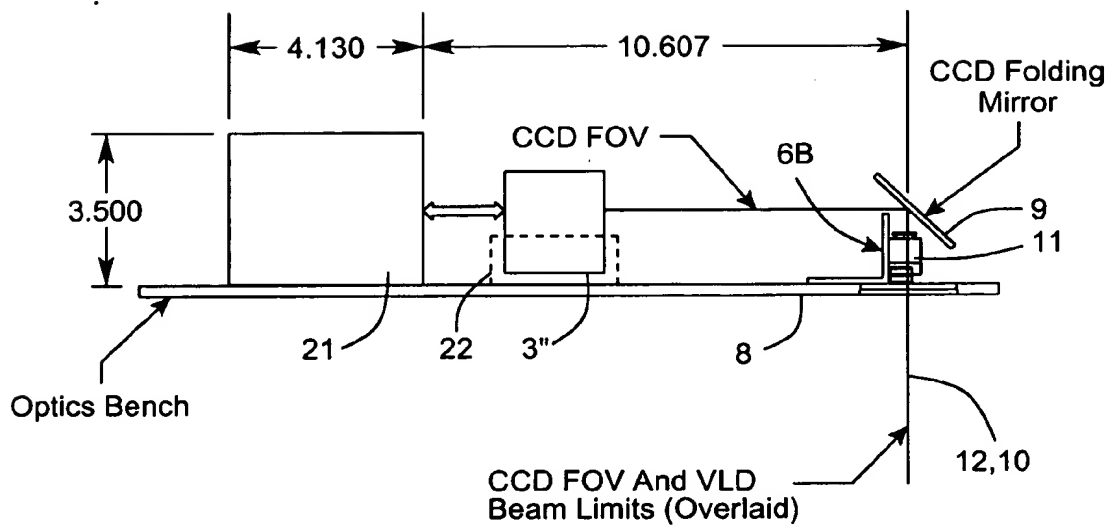 4.130
10.607
CCD Folding
Mirror
CCD FOV
6B
3.500
9
11
21
22
3"
8
Optics Bench
12,10
CCD FOV And VLD
Beam Limits (Overlaid)